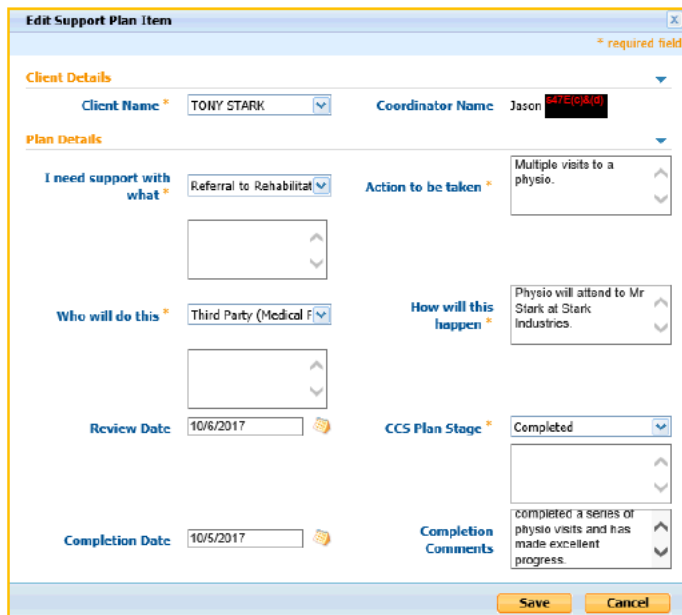 Edit Support Plan Item
x
* required field
Client Details
Client Name * TONY STARK Coordinator Name Jason s47E(c)&(d)
Plan Details
I need support with what * Referral to Rehabilitat Action to be taken * Multiple visits to a
physio.
Who will do this * Third Party (Medical F How will this happen * Physio will attend to Mr
Stark at Stark
Industries.
Review Date 10/6/2017 CCS Plan Stage * Completed
Completion Date 10/5/2017 Completion Comments completed a series of
physio visits and has
made excellent
progress.
Save Cancel